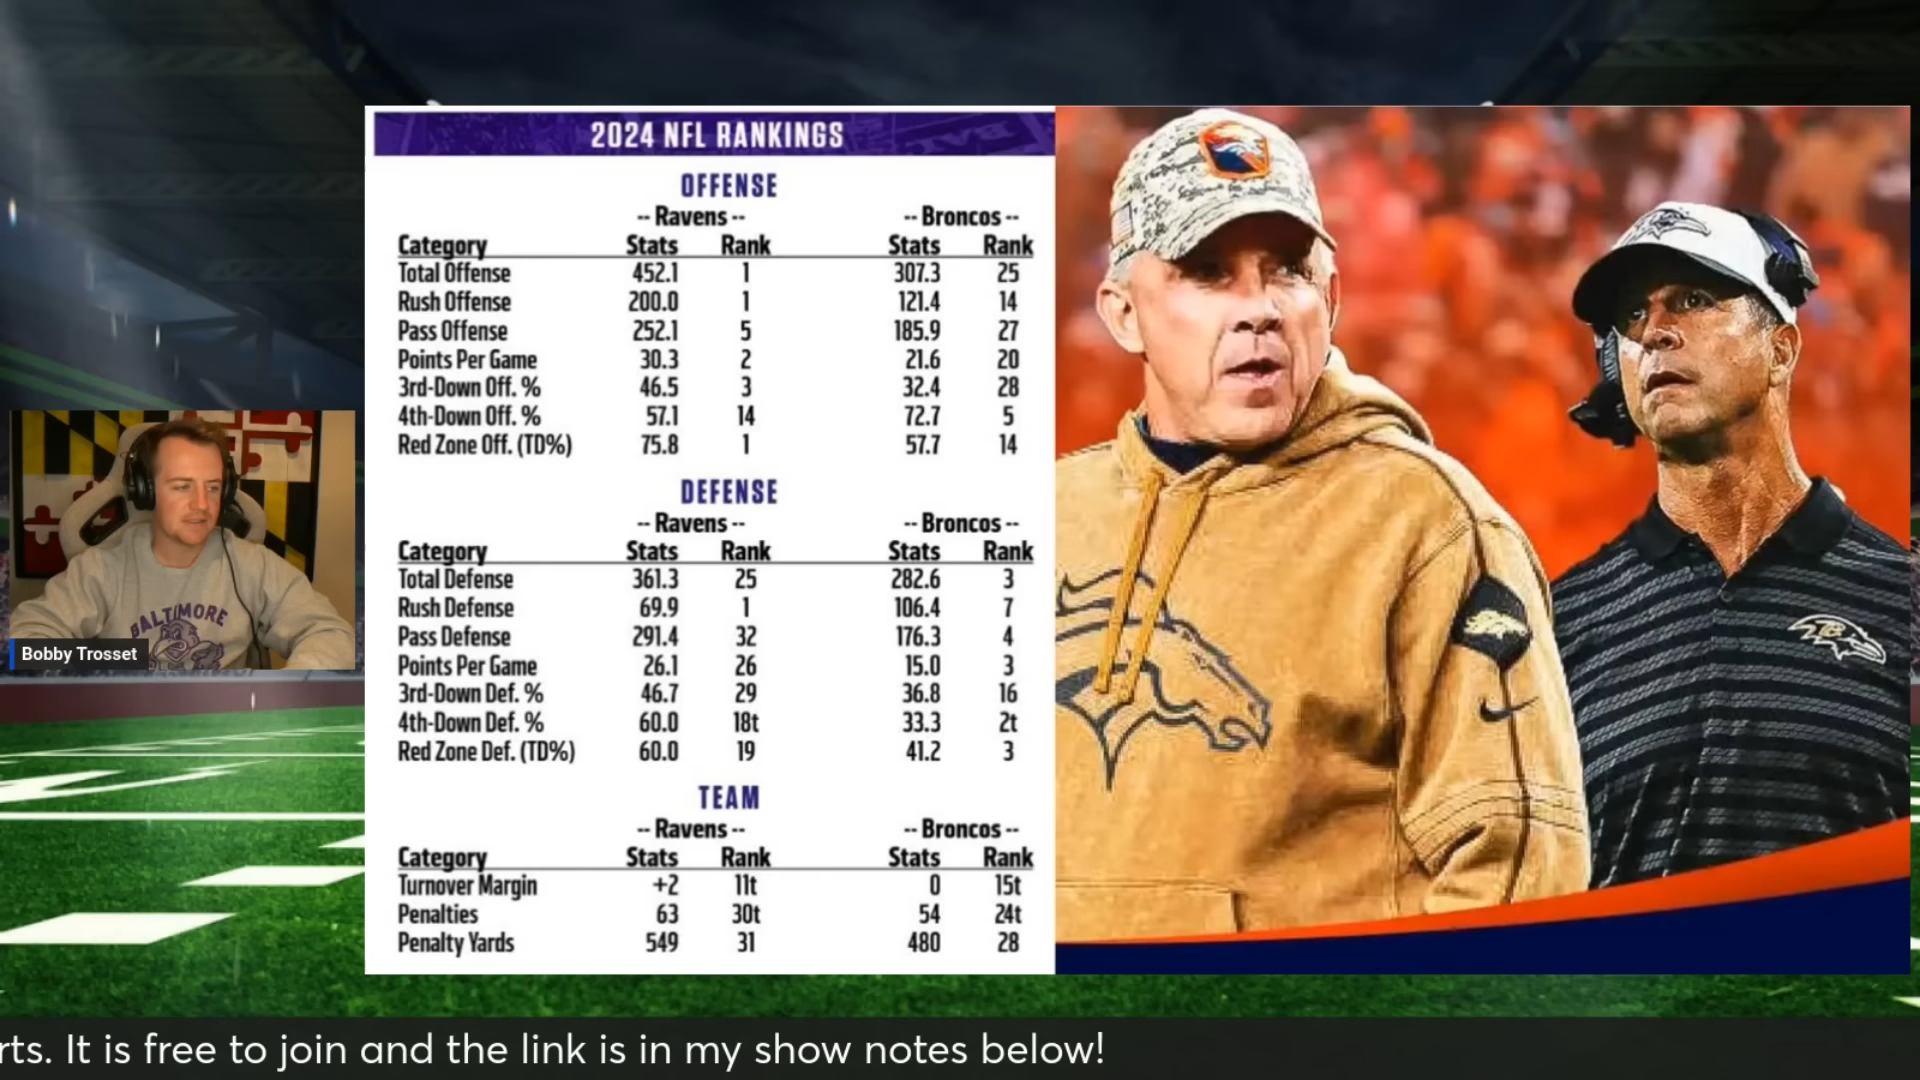 2024 NFL RANKINGS
OFFENSE
-- Ravens -- -- Broncos --
Category Stats Rank Stats Rank
Total Offense 452.1 1 307.3 25
Rush Offense 200.0 1 121.4 14
Pass Offense 252.1 5 185.9 27
Points Per Game 30.3 2 21.6 20
3rd-Down Off. % 46.5 3 32.4 28
4th-Down Off. % 57.1 14 72.7 5
Red Zone Off. (TD%) 75.8 1 57.7 14
DEFENSE
-- Ravens -- -- Broncos --
Category Stats Rank Stats Rank
Total Defense 361.3 25 282.6 3
Rush Defense 69.9 1 106.4 7
Pass Defense 291.4 32 176.3 4
Points Per Game 26.1 26 15.0 3
3rd-Down Def. % 46.7 29 36.8 16
4th-Down Def. % 60.0 18t 33.3 2t
Red Zone Def. (TD%) 60.0 19 41.2 3
TEAM
-- Ravens -- -- Broncos --
Category Stats Rank Stats Rank
Turnover Margin +2 11t 0 15t
Penalties 63 30t 54 24t
Penalty Yards 549 31 480 28
BALTIMORE
Bobby Trosset
rts. It is free to join and the link is in my show notes below!